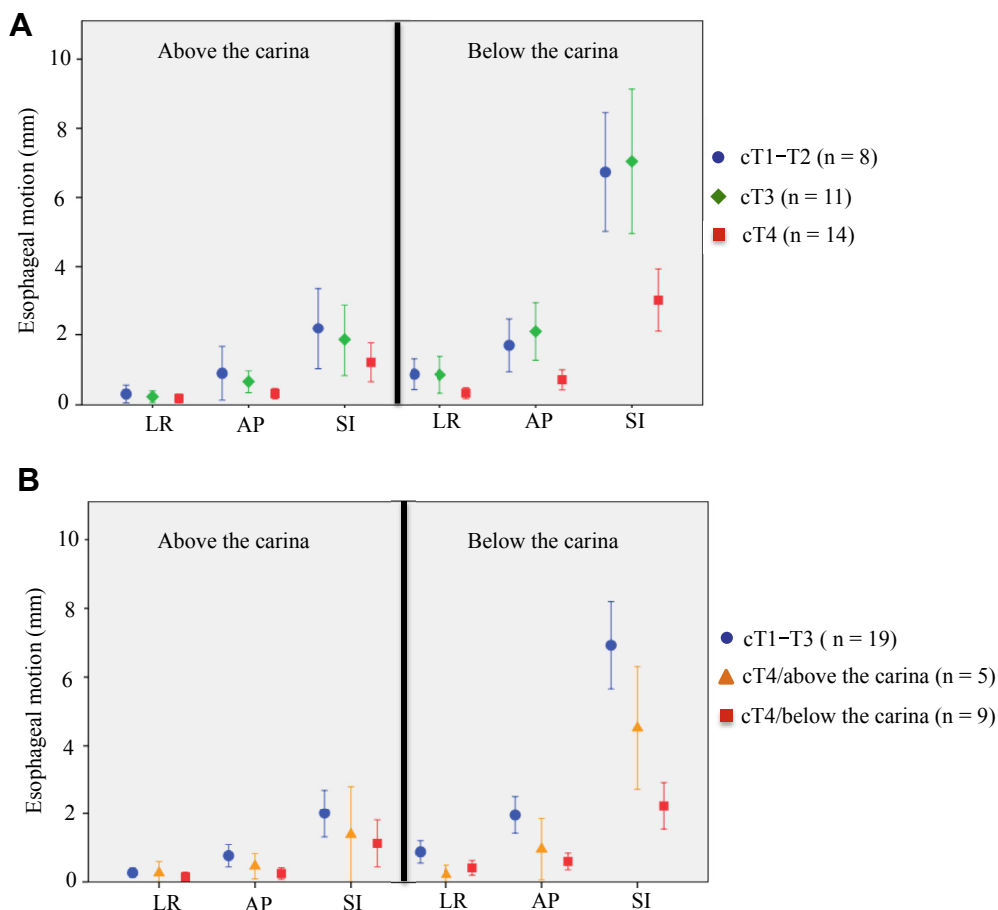 A
Above the carina
Below the carina
Esophageal motion (mm)
10
8
6
4
2
0
LR
AP
SI
LR
AP
SI
cT1−T2 (n = 8)
cT3 (n = 11)
cT4 (n = 14)
B
Above the carina
Below the carina
Esophageal motion (mm)
10
8
6
4
2
0
LR
AP
SI
LR
AP
SI
cT1−T3 ( n = 19)
cT4/above the carina (n = 5)
cT4/below the carina (n = 9)